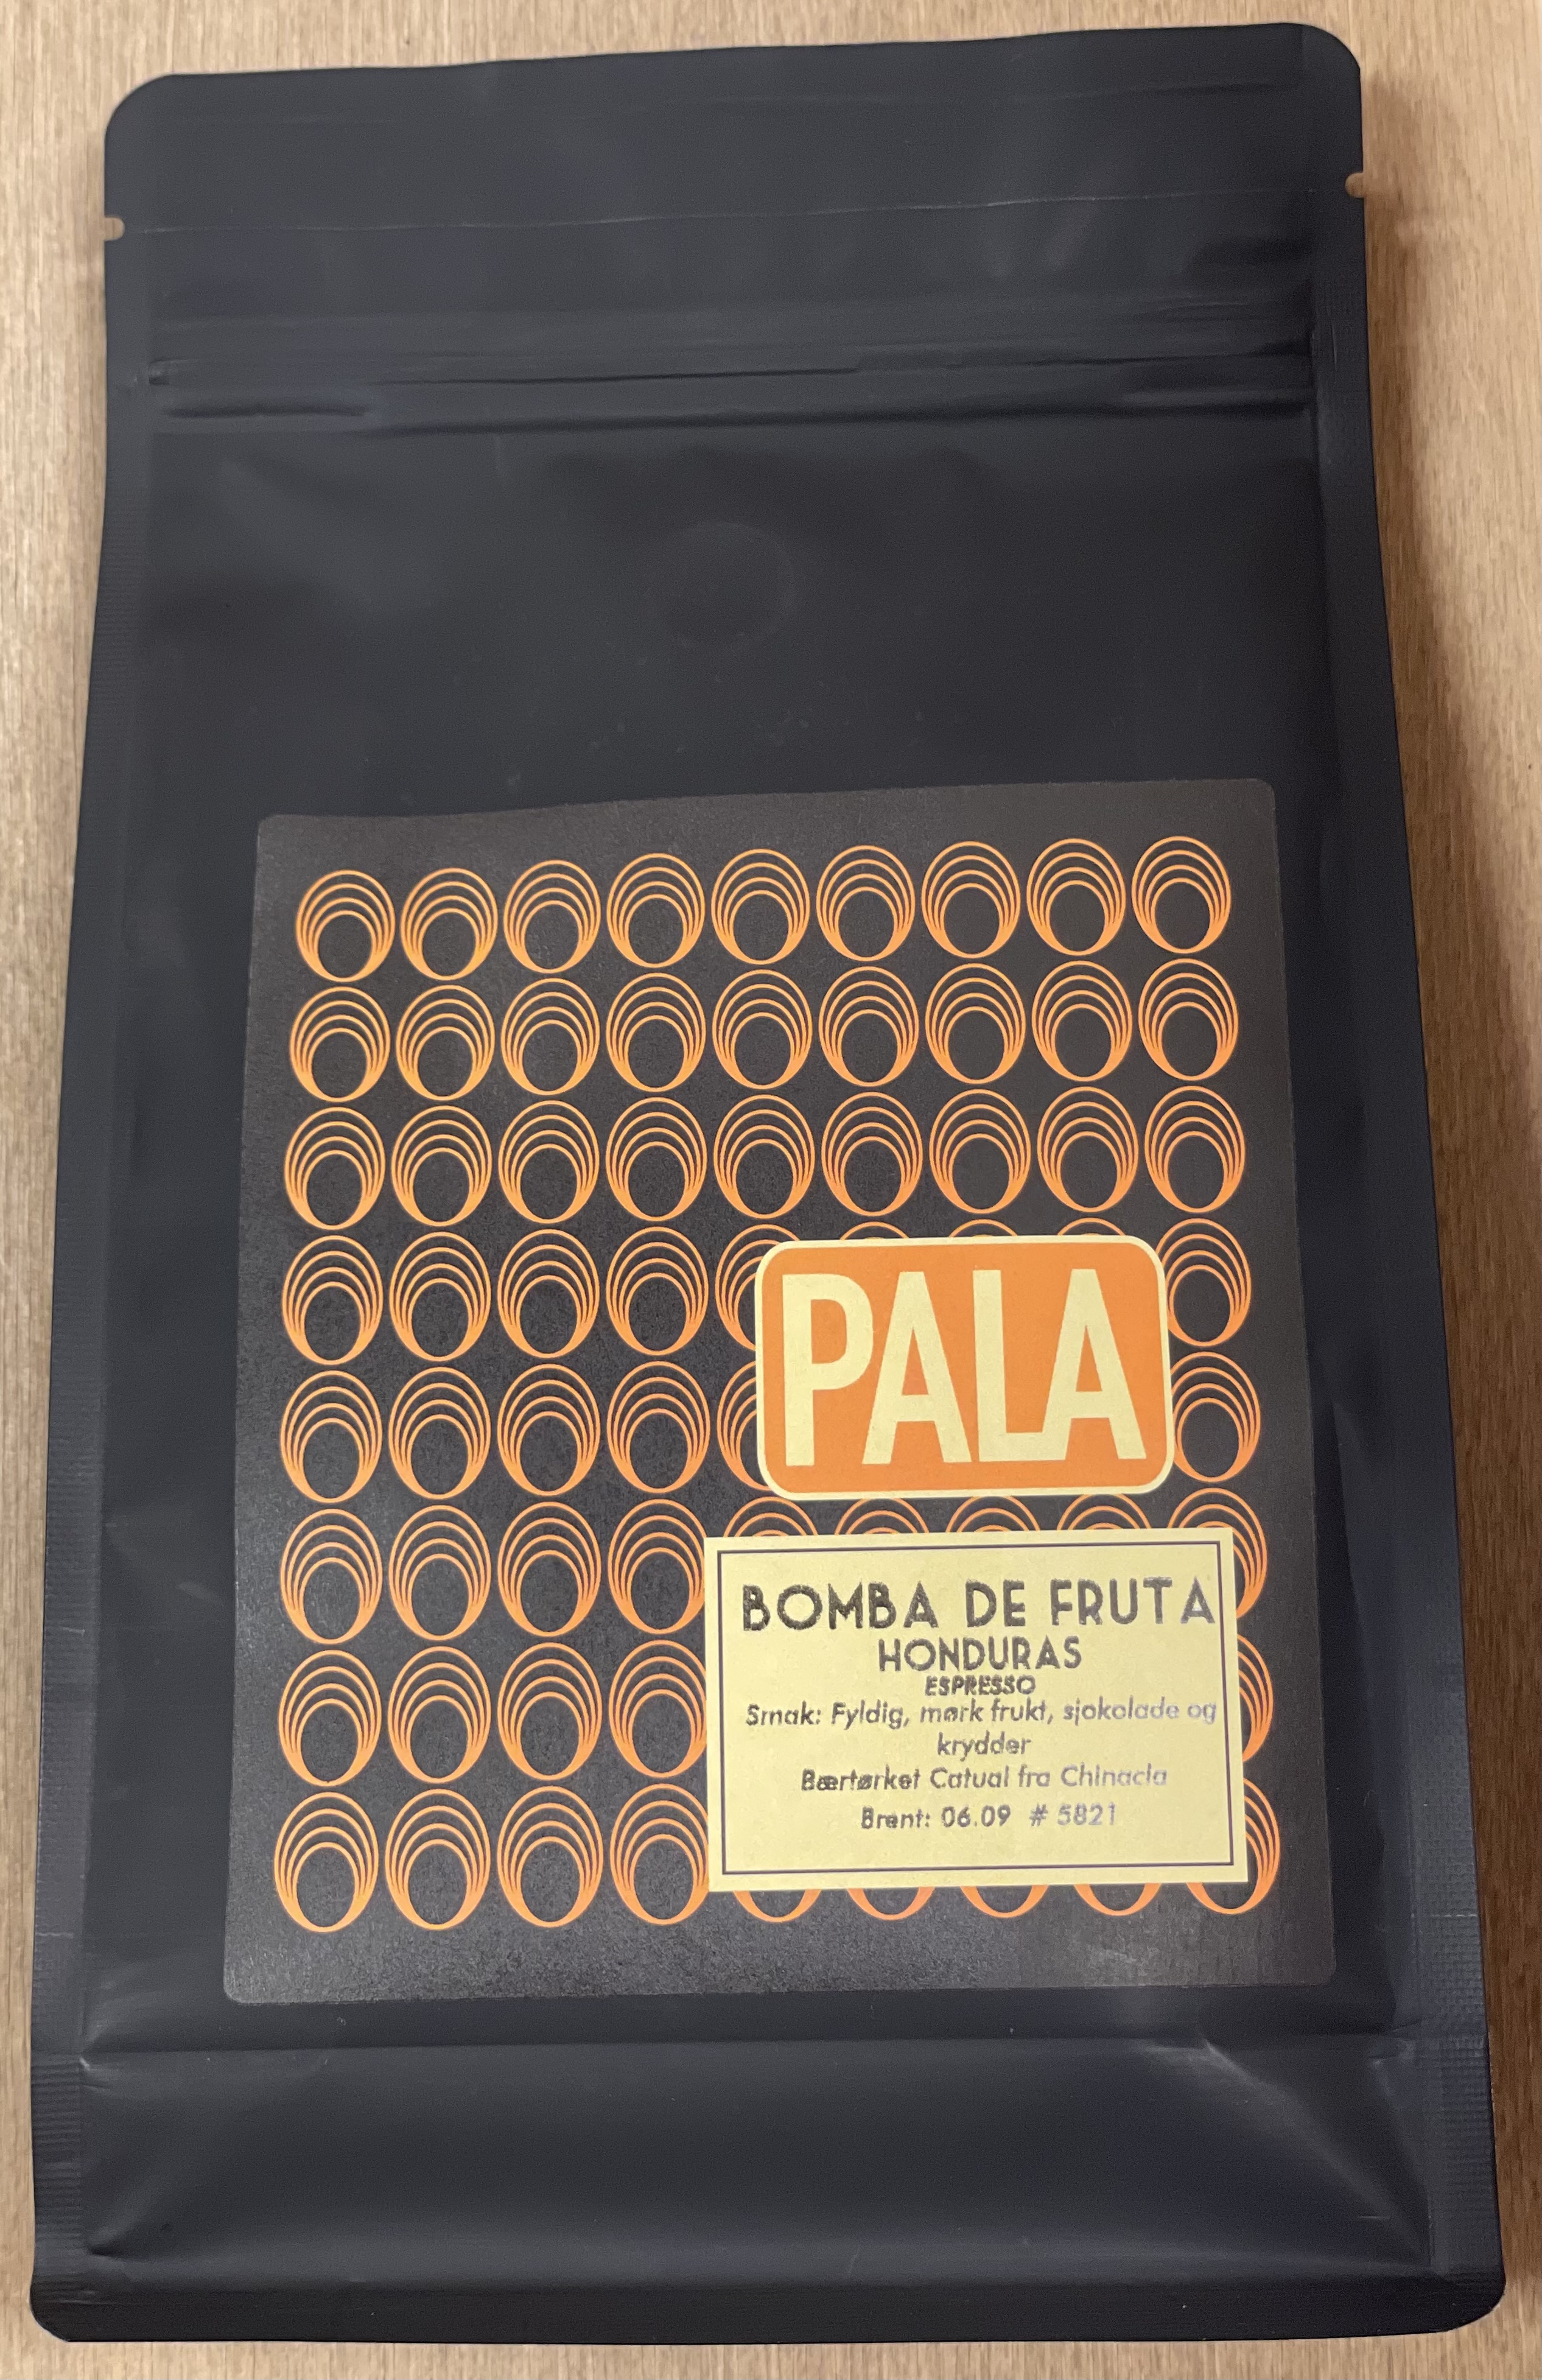 PALA
BOMBA DE FRUTA
HONDURAS
ESPRESSO
Smak: Fyldig, mørk frukt, sjokolade og
krydder
Bærtørket Catual fra Chinacla
Brent: 06.09 # 5821